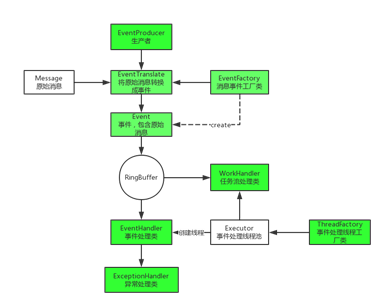 EventProducer
生产者
Message
原始消息
EventTranslate
将原始消息转换
成事件
EventFactory
消息事件工厂类
Event
事件，包含原始
消息
create
RingBuffer
WorkHandler
任务流处理类
EventHandler
事件处理类
创建线程
Executor
事件处理线程池
ThreadFactory
事件处理线程工
厂类
ExceptionHandler
异常处理类